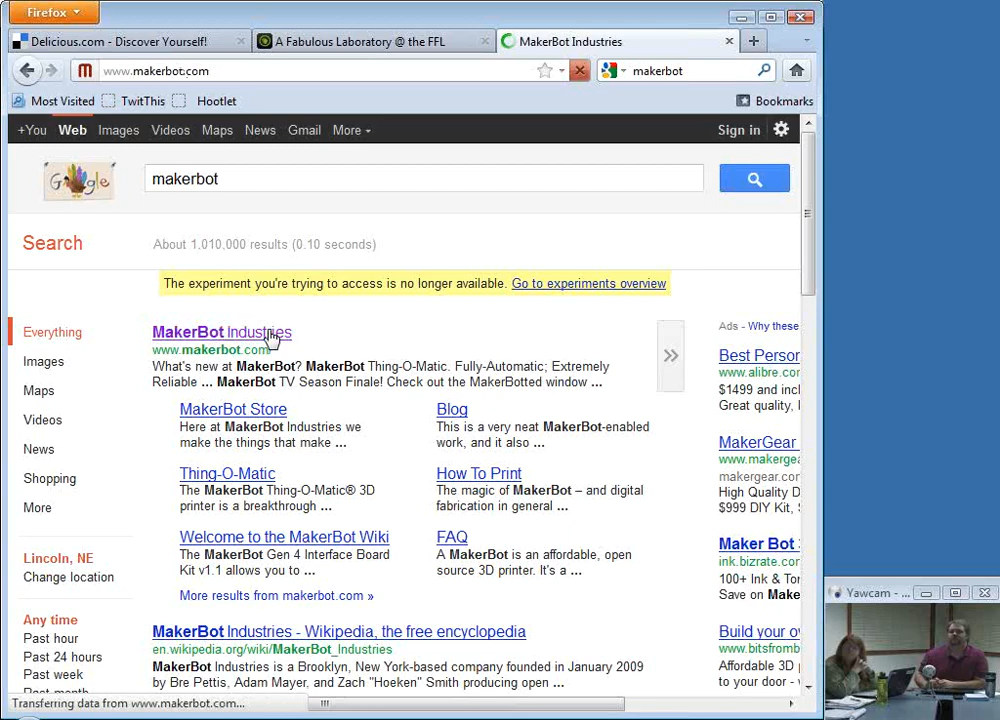 Firefox
Delicious.com - Discover Yourself!
A Fabulous Laboratory @ the FFL
MakerBot Industries
www.makerbot.com
makerbot
Most Visited
TwitThis
Hootlet
Bookmarks
+You Web Images Videos Maps News Gmail More
Sign in
Google
makerbot
Search
About 1,010,000 results (0.10 seconds)
The experiment you're trying to access is no longer available. Go to experiments overview
Everything
Images
Maps
Videos
News
Shopping
More
Lincoln, NE
Change location
Any time
Past hour
Past 24 hours
Past week
Past month
MakerBot Industries
www.makerbot.com
What's new at MakerBot? MakerBot Thing-O-Matic. Fully-Automatic; Extremely
Reliable ... MakerBot TV Season Finale! Check out the MakerBotted window ...
MakerBot Store
Here at MakerBot Industries we
make the things that make ...
Blog
This is a very neat MakerBot-enabled
work, and it also ...
Thing-O-Matic
The MakerBot Thing-O-Matic® 3D
printer is a breakthrough ...
How To Print
The magic of MakerBot – and digital
fabrication in general ...
Welcome to the MakerBot Wiki
The MakerBot Gen 4 Interface Board
Kit v1.1 allows you to ...
FAQ
A MakerBot is an affordable, open
source 3D printer. It's a ...
More results from makerbot.com »
MakerBot Industries - Wikipedia, the free encyclopedia
en.wikipedia.org/wiki/MakerBot_Industries
MakerBot Industries is a Brooklyn, New York-based company founded in January 2009
by Bre Pettis, Adam Mayer, and Zach "Hoeken" Smith producing open ...
Ads - Why these
Best Person
www.alibre.com
$1499 and incl
Great quality,
MakerGear
www.makergea
makergear.com
High Quality D
$999 DIY Kit,
Maker Bot
ink.bizrate.com
100+ Ink & Ton
Save on Make
Build your ow
www.bitsfromb
Affordable 3D
to your door -
Transferring data from www.makerbot.com...
Yawcam - ...